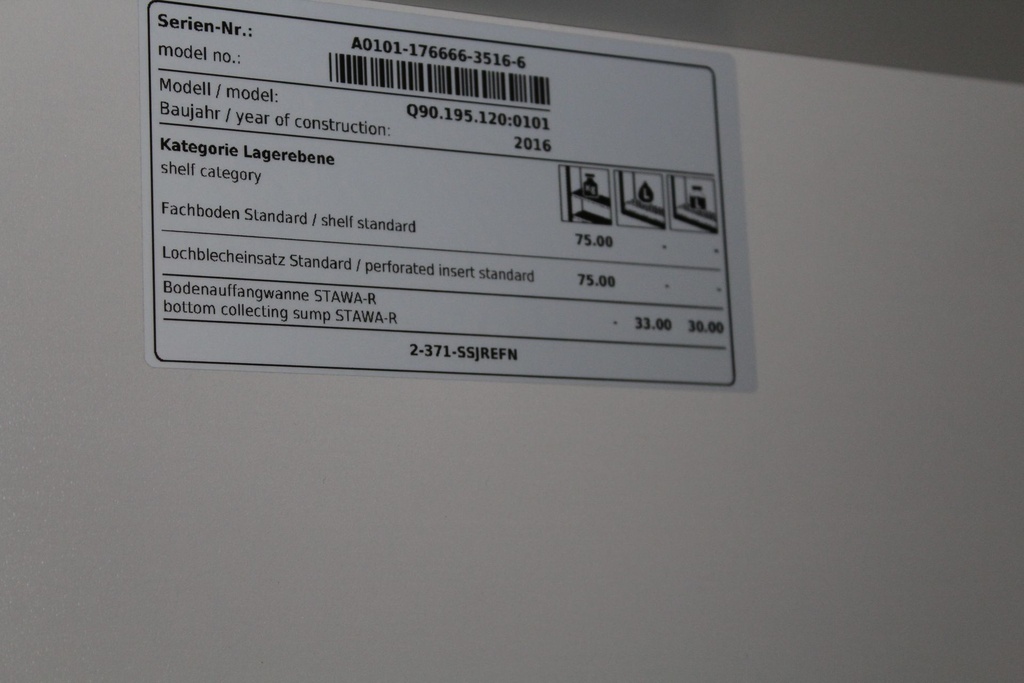 Serien-Nr.: A0101-176666-3516-6
model no.:
Modell / model: Q90.195.120:0101
Baujahr / year of construction: 2016
Kategorie Lagerebene
shelf category
Fachboden Standard / shelf standard 75.00 - -
Lochblecheinsatz Standard / perforated insert standard 75.00 - -
Bodenauffangwanne STAWA-R
bottom collecting sump STAWA-R - 33.00 30.00
2-371-SSJREFN